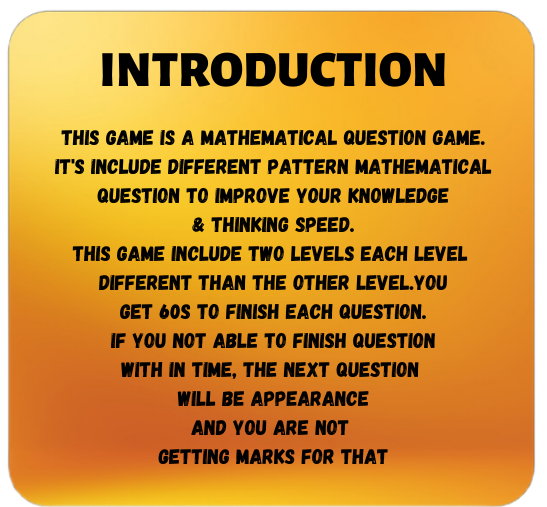 INTRODUCTION
THIS GAME IS A MATHEMATICAL QUESTION GAME.
IT'S INCLUDE DIFFERENT PATTERN MATHEMATICAL
QUESTION TO IMPROVE YOUR KNOWLEDGE
& THINKING SPEED.
THIS GAME INCLUDE TWO LEVELS EACH LEVEL
DIFFERENT THAN THE OTHER LEVEL.YOU
GET 60S TO FINISH EACH QUESTION.
IF YOU NOT ABLE TO FINISH QUESTION
WITH IN TIME, THE NEXT QUESTION
WILL BE APPEARANCE
AND YOU ARE NOT
GETTING MARKS FOR THAT